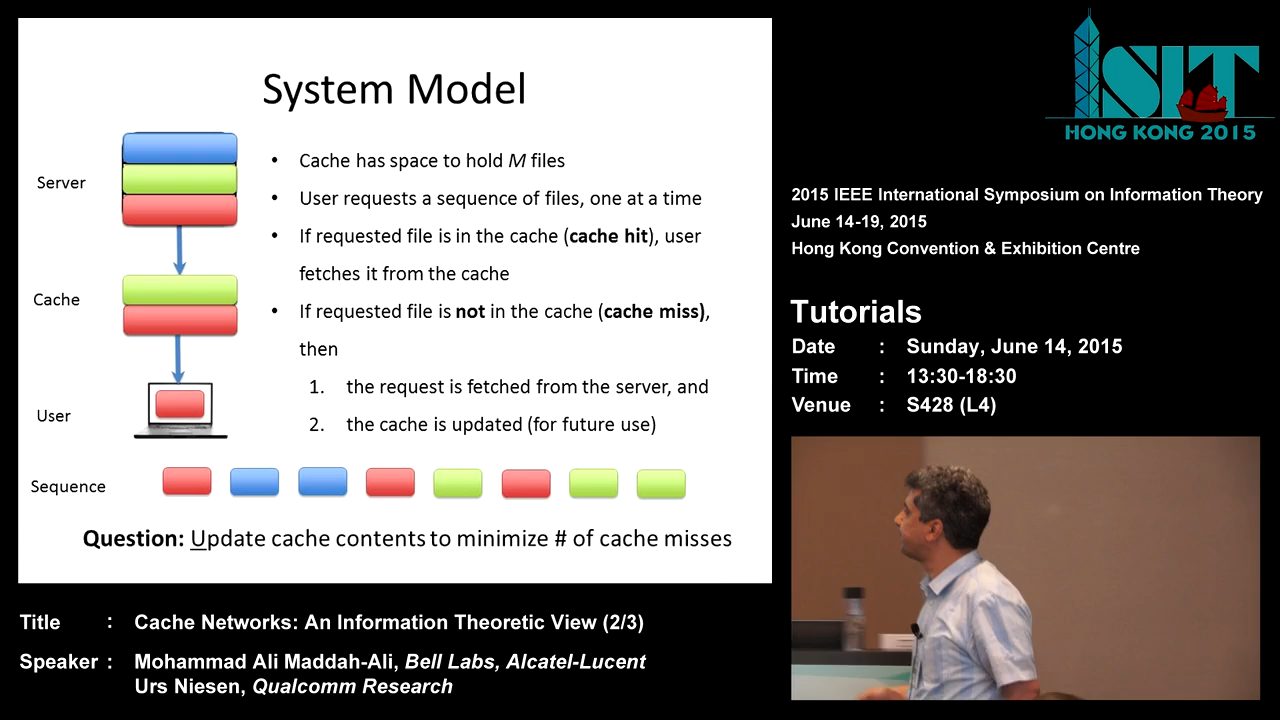 System Model
Server
Cache
User
Sequence
• Cache has space to hold M files
• User requests a sequence of files, one at a time
• If requested file is in the cache (cache hit), user
fetches it from the cache
• If requested file is not in the cache (cache miss),
then
1. the request is fetched from the server, and
2. the cache is updated (for future use)
Question: Update cache contents to minimize # of cache misses
Title : Cache Networks: An Information Theoretic View (2/3)
Speaker : Mohammad Ali Maddah-Ali, Bell Labs, Alcatel-Lucent
Urs Niesen, Qualcomm Research
ISIT
HONG KONG 2015
2015 IEEE International Symposium on Information Theory
June 14-19, 2015
Hong Kong Convention & Exhibition Centre
Tutorials
Date : Sunday, June 14, 2015
Time : 13:30-18:30
Venue : S428 (L4)